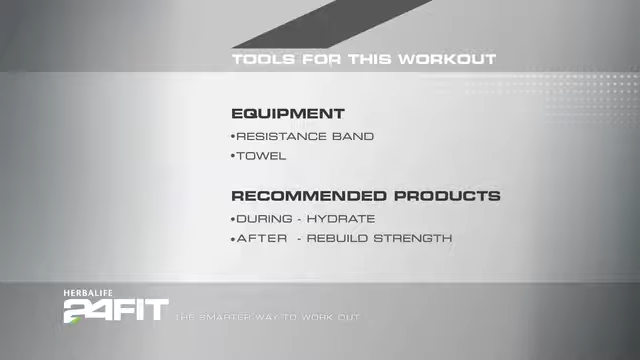 TOOLS FOR THIS WORKOUT
EQUIPMENT
•RESISTANCE BAND
•TOWEL
RECOMMENDED PRODUCTS
•DURING - HYDRATE
•AFTER - REBUILD STRENGTH
HERBALIFE
24FIT
THE SMARTER WAY TO WORK OUT